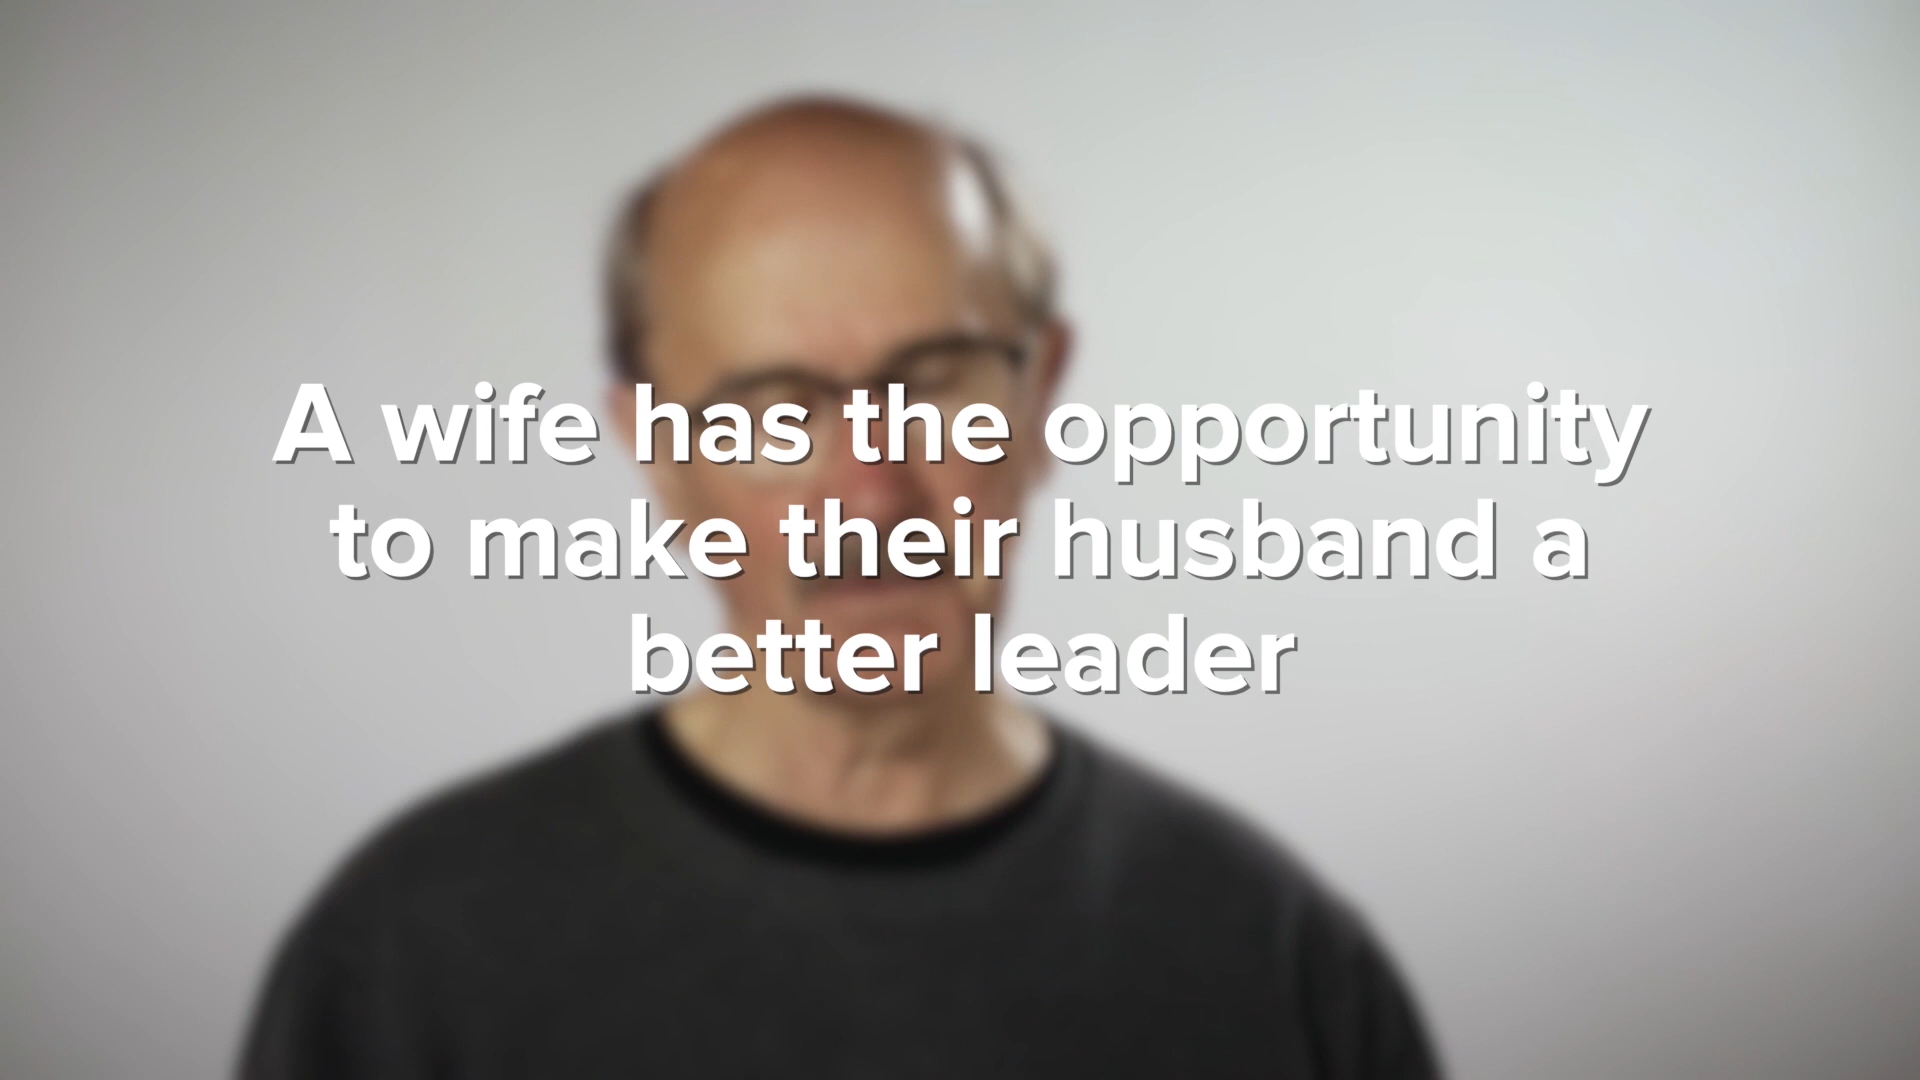 A wife has the opportunity
to make their husband a
better leader